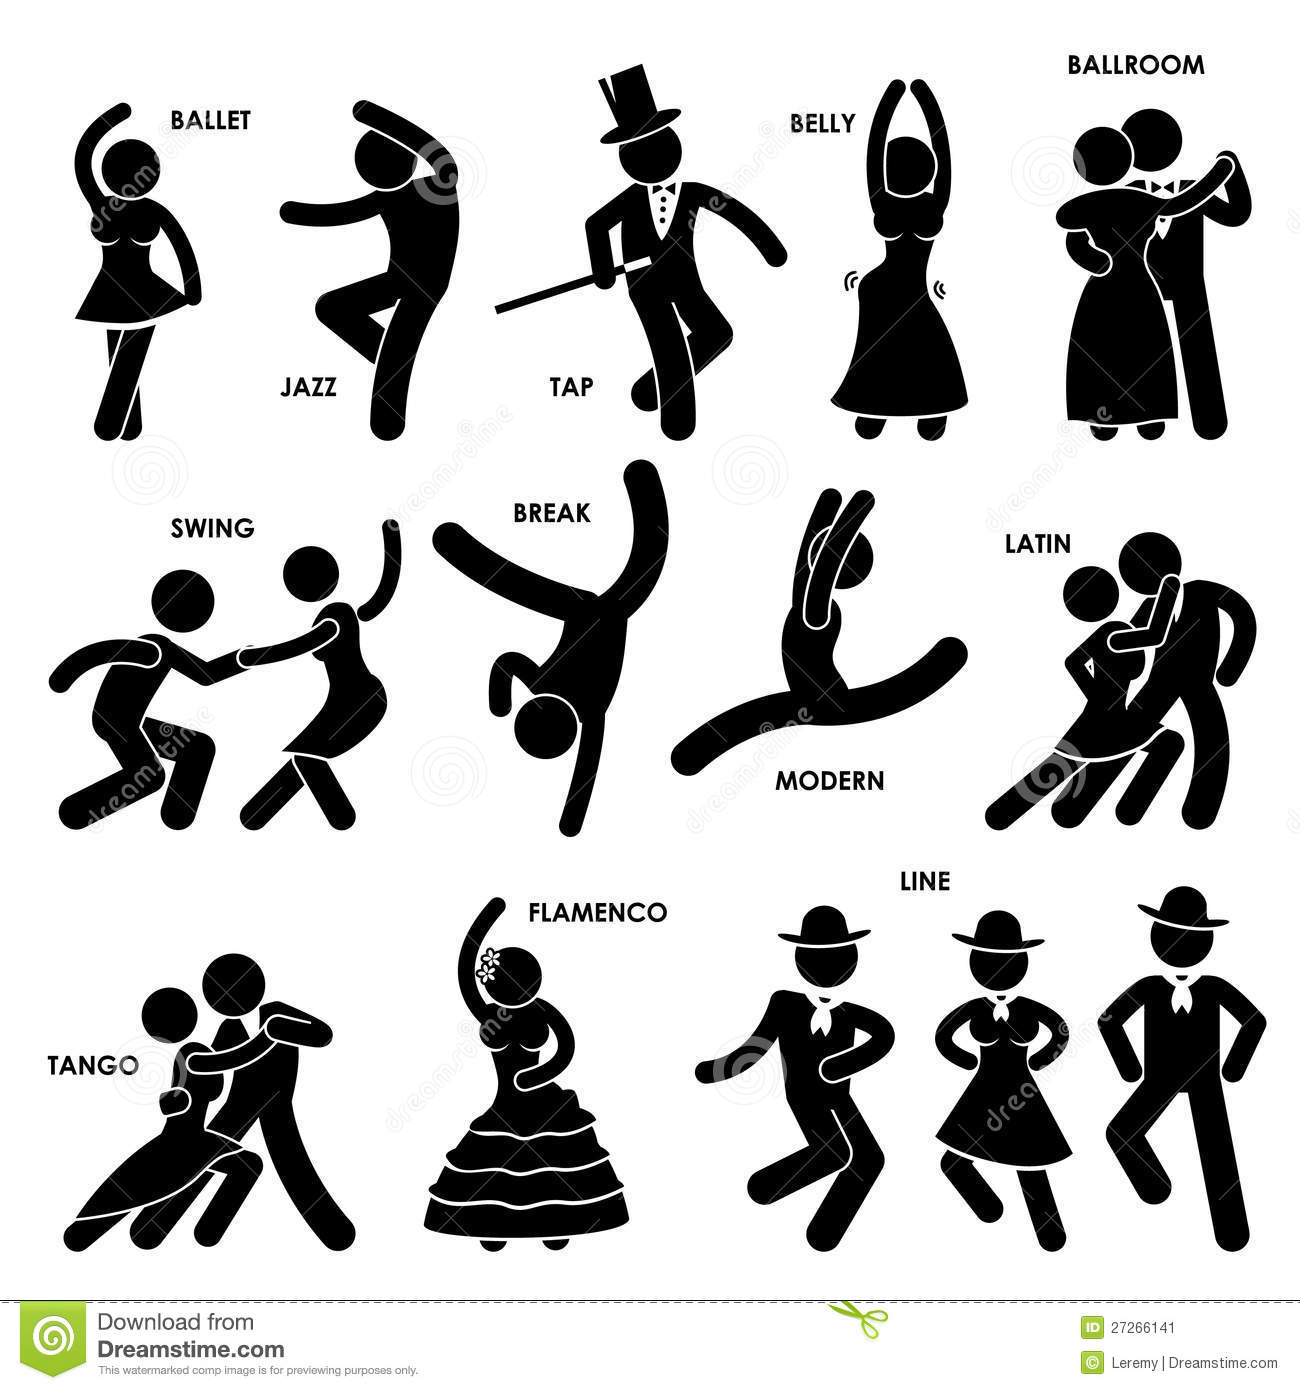 BALLROOM
BALLET
BELLY
JAZZ
TAP
BREAK
SWING
LATIN
MODERN
LINE
FLAMENCO
TANGO
Download from
Dreamstime.com
This watermarked comp image is for previewing purposes only.
ID 27266141
© Leremy | Dreamstime.com
dreamstime